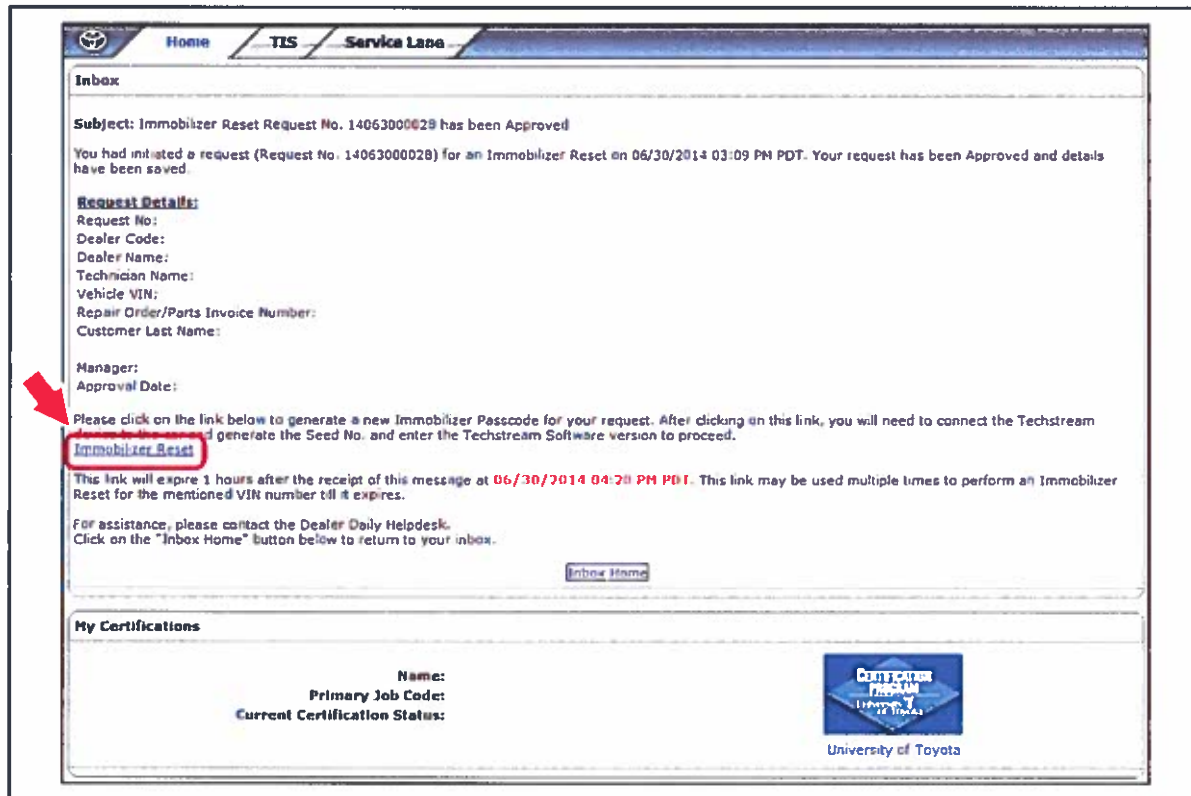 Home
TIS
Service Lane
Inbox
Subject: Immobilizer Reset Request No. 14063000029 has been Approved
You had initiated a request (Request No. 14063000028) for an Immobilizer Reset on 06/30/2014 03:09 PM PDT. Your request has been Approved and details
have been saved.
Request Details:
Request No:
Dealer Code:
Dealer Name:
Technician Name:
Vehicle VIN:
Repair Order/Parts Invoice Number:
Customer Last Name:
Manager:
Approval Date:
Please click on the link below to generate a new Immobilizer Passcode for your request. After clicking on this link, you will need to connect the Techstream
generate the Seed No. and enter the Techstream Software version to proceed.
Immobilizer Reset
This link will expire 1 hours after the receipt of this message at 06/30/2014 04:20 PM PDT. This link may be used multiple times to perform an Immobilizer
Reset for the mentioned VIN number till it expires.
For assistance, please contact the Dealer Daily Helpdesk.
Click on the "Inbox Home" button below to return to your inbox.
Inbox Home
My Certifications
Name:
Primary Job Code:
Current Certification Status:
CERTIFICATION
PROGRAM
University of Toyota